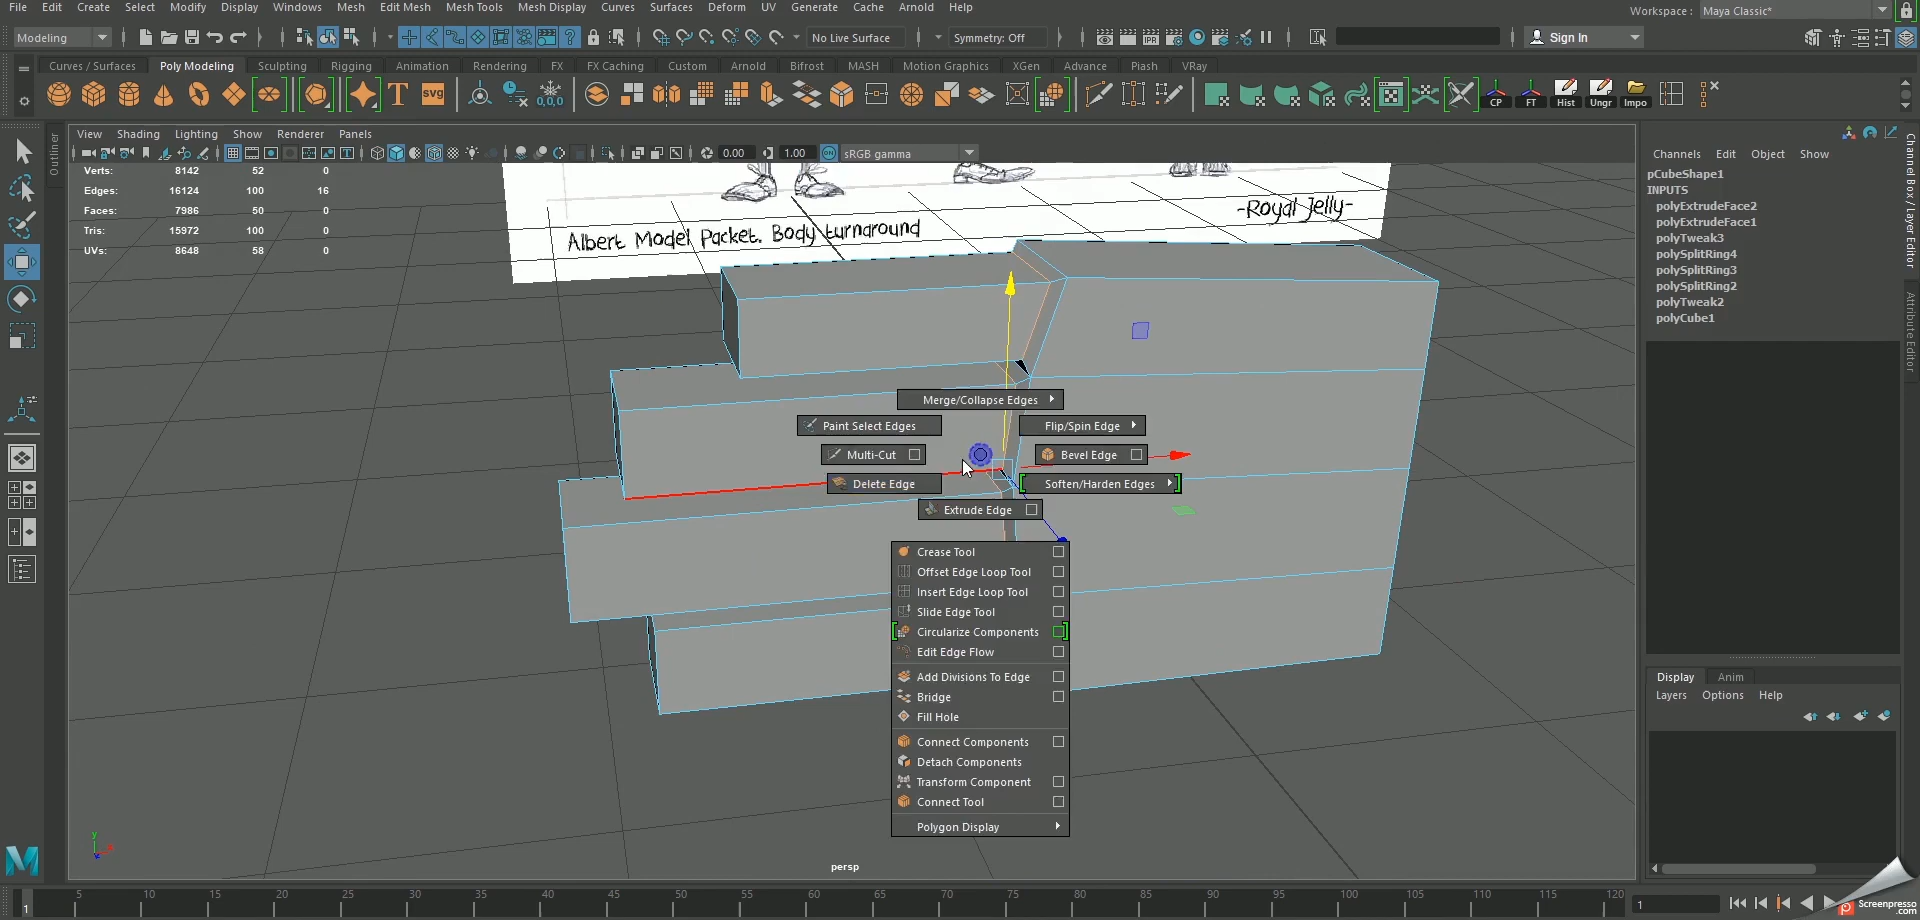 File Edit Create Select Modify Display Windows Mesh Edit Mesh Mesh Tools Mesh Display Curves Surfaces Deform UV Generate Cache Arnold Help
Workspace : Maya Classic*
Modeling No Live Surface Symmetry: Off Sign In
Curves / Surfaces Poly Modeling Sculpting Rigging Animation Rendering FX FX Caching Custom Arnold Bifrost MASH Motion Graphics XGen Advance Piash VRay
T svg 0,0,0 CP FT Hist Ungr Impo
View Shading Lighting Show Renderer Panels
0.00 1.00 ON sRGB gamma
Outliner
Verts: 8142 52 0
Edges: 16124 100 16
Faces: 7986 50 0
Tris: 15972 100 0
UVs: 8648 58 0
Albert Model Packet. Body turnaround
-Royal Jelly-
Merge/Collapse Edges
Paint Select Edges
Flip/Spin Edge
Multi-Cut
Bevel Edge
Delete Edge
Soften/Harden Edges
Extrude Edge
Crease Tool
Offset Edge Loop Tool
Insert Edge Loop Tool
Slide Edge Tool
Circularize Components
Edit Edge Flow
Add Divisions To Edge
Bridge
Fill Hole
Connect Components
Detach Components
Transform Component
Connect Tool
Polygon Display
persp
y
Channels Edit Object Show
pCubeShape1
INPUTS
polyExtrudeFace2
polyExtrudeFace1
polyTweak3
polySplitRing4
polySplitRing3
polySplitRing2
polyTweak2
polyCube1
Channel Box / Layer Editor
Attribute Editor
Display Anim
Layers Options Help
1 5 10 15 20 25 30 35 40 45 50 55 60 65 70 75 80 85 90 95 100 105 110 115 120
1
Screenpresso
.com